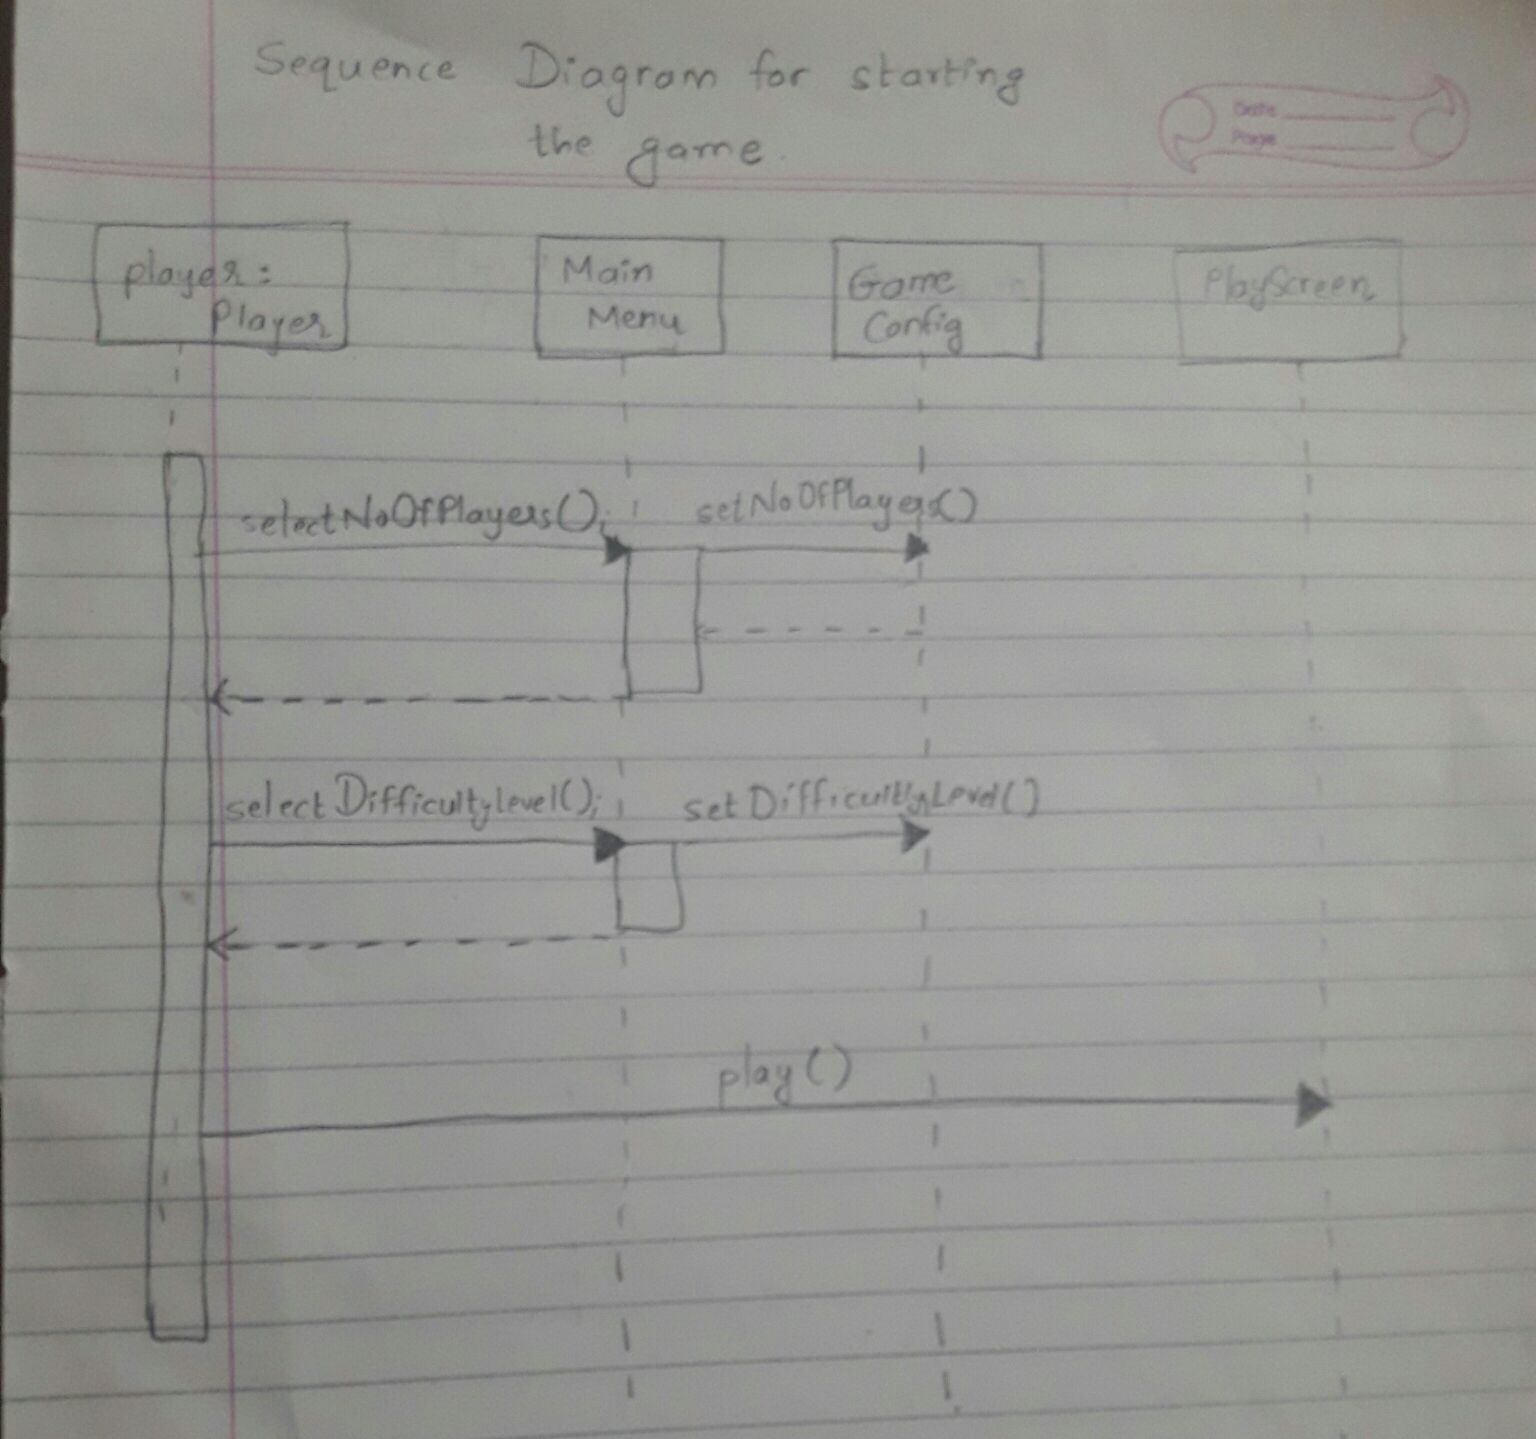 Sequence Diagram for starting
the game.
Date
Page
player:
Player
Main
Menu
Game
Config
PlayScreen
selectNoOfPlayers();
setNoOfPlayers()
selectDifficultylevel();
setDifficultlyLevel()
play()